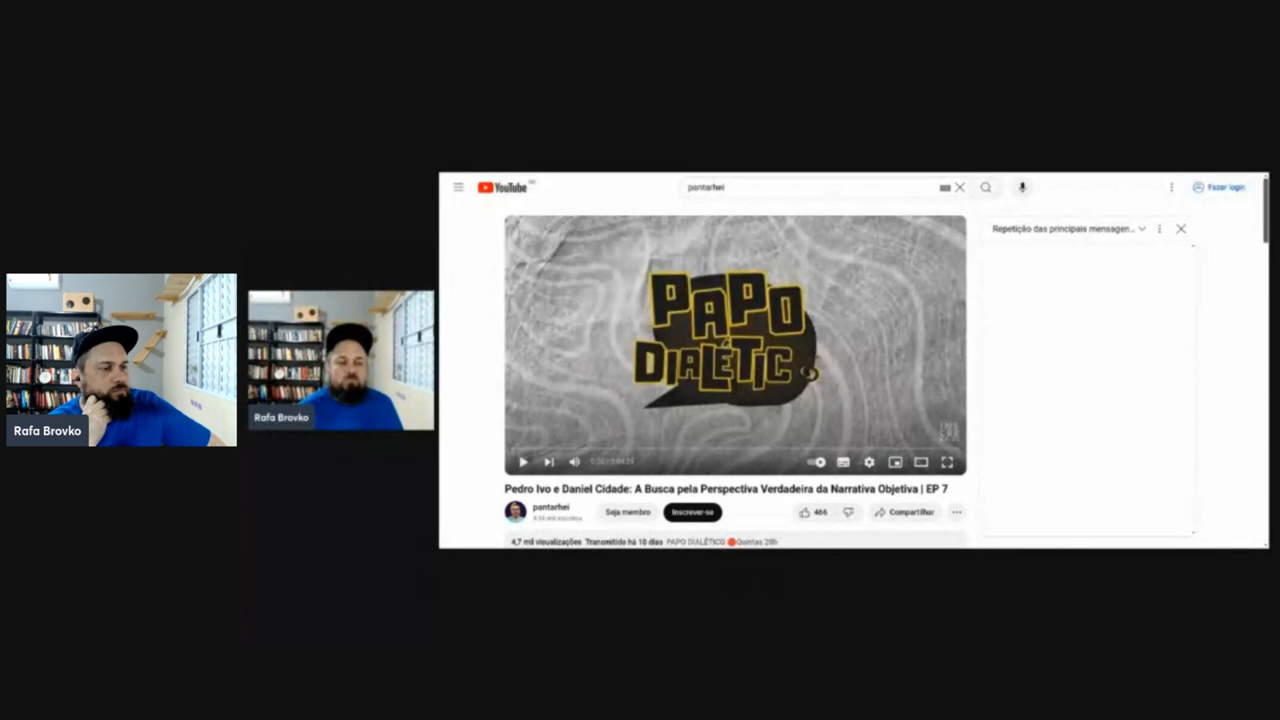 YouTube
pantarhei
Fazer login
PAPO
DIALÉTICO
Repetição das principais mensagen...
Pedro Ivo e Daniel Cidade: A Busca pela Perspectiva Verdadeira da Narrativa Objetiva | EP 7
pantarhei
Seja membro
Inscrever-se
466
Compartilhar
4,7 mil visualizações Transmitido há 10 dias PAPO DIALÉTICO Quintas 20h
Rafa Brovko
Rafa Brovko